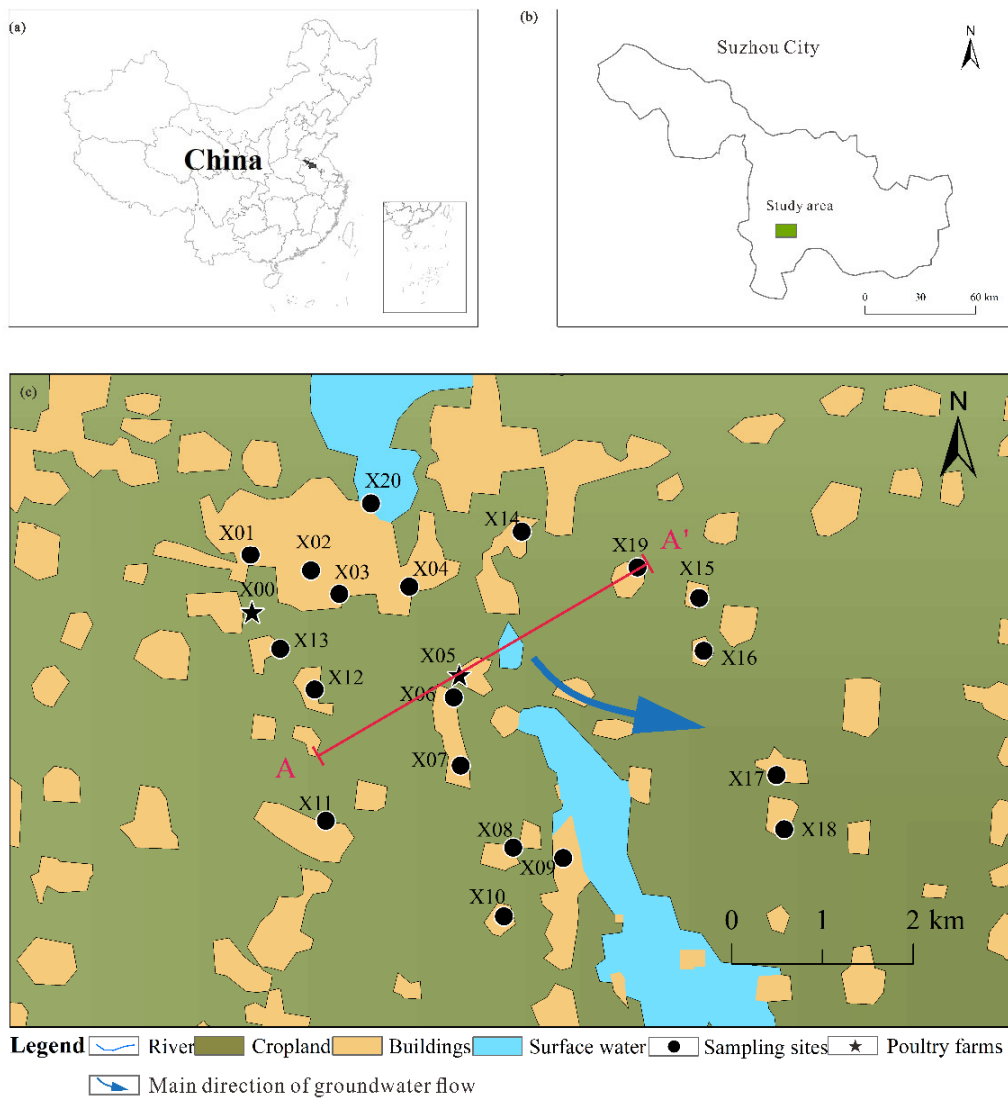 (a)
China
(b)
Suzhou City
N
Study area
0 30 60 km
(c)
N
X20
X14
X01
X02
X19
A'
X03
X04
X15
X00
X13
X05
X16
X12
X06
A
X07
X17
X11
X08
X18
X09
X10
0 1 2 km
Legend River Cropland Buildings Surface water Sampling sites Poultry farms
Main direction of groundwater flow